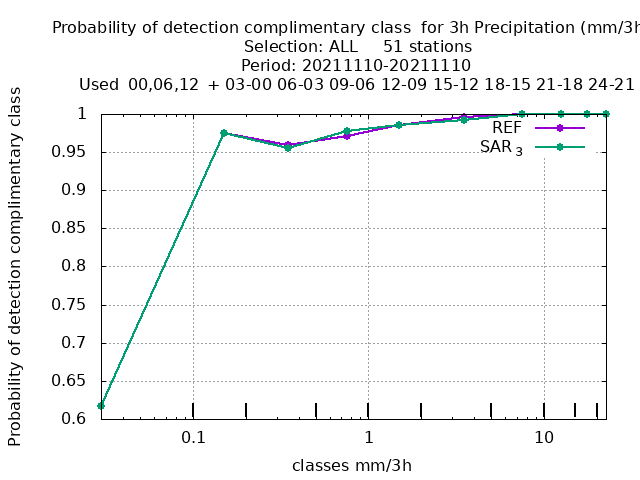 Probability of detection complimentary class  for 3h Precipitation (mm/3h
Selection: ALL     51 stations
Period: 20211110-20211110
Used  00,06,12  + 03-00 06-03 09-06 12-09 15-12 18-15 21-18 24-21
Probability of detection complimentary class
1
0.95
0.9
0.85
0.8
0.75
0.7
0.65
0.6
REF
SAR 3
0.1
1
10
classes mm/3h